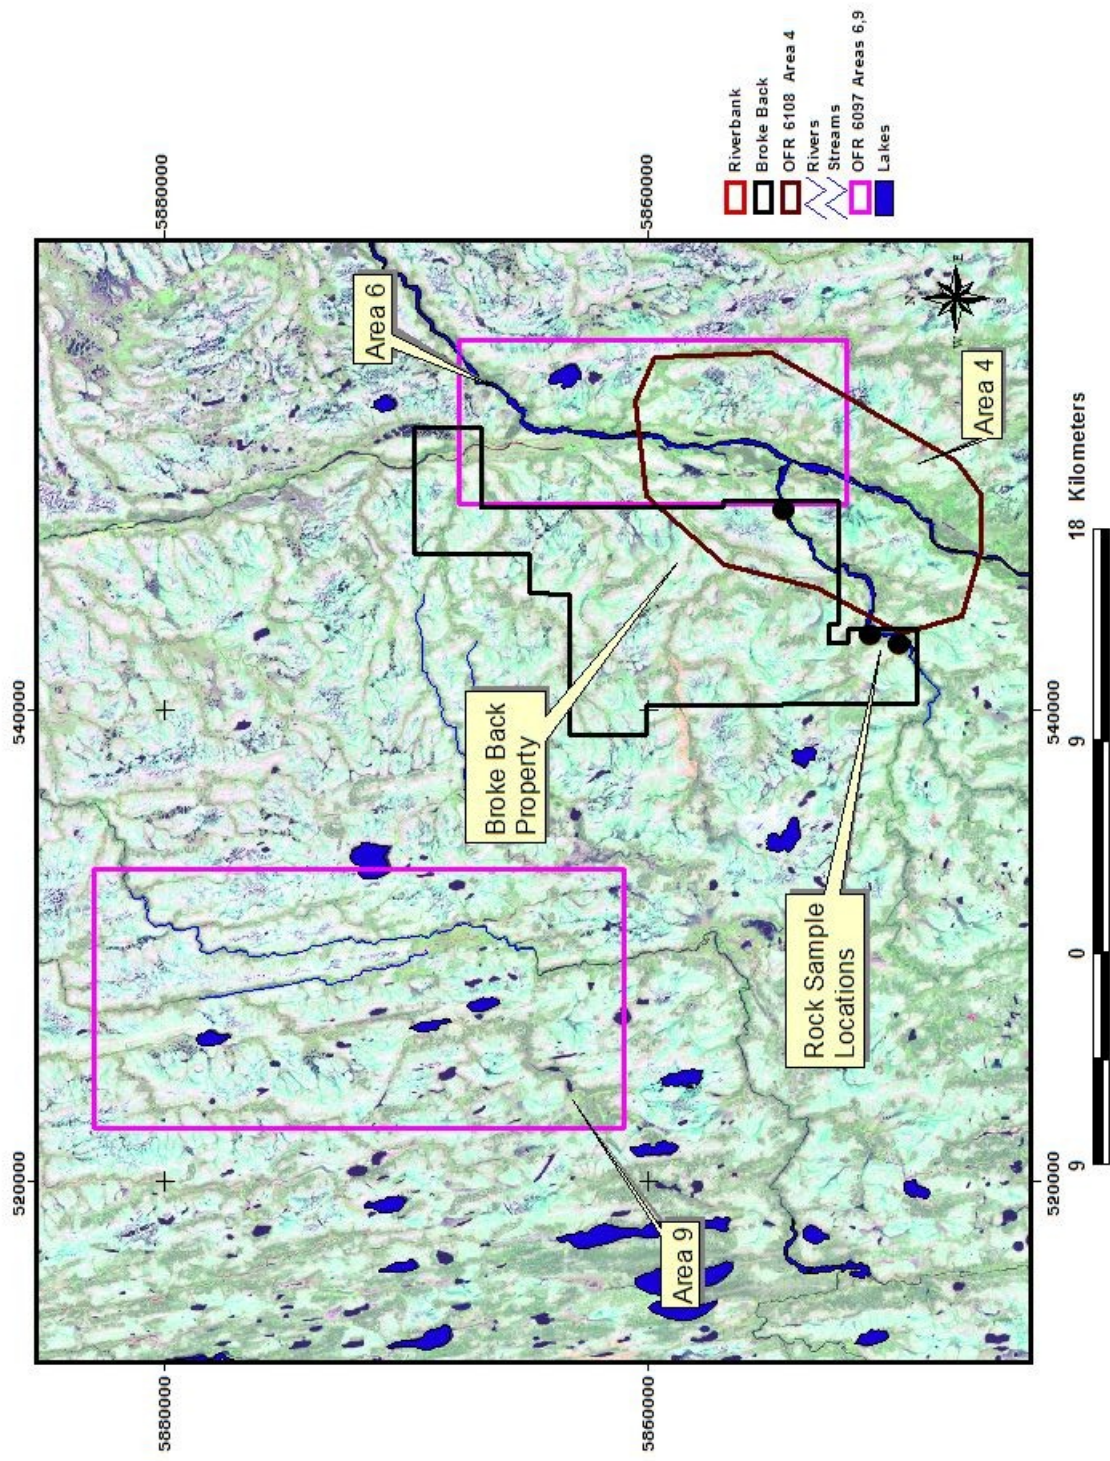 520000 540000
5880000 5880000
Area 6
Broke Back
Property
5860000 5860000
Area 9
Rock Sample
Locations
Area 4
N
W E
S
520000 540000
9 0 9 18 Kilometers
Riverbank
Broke Back
OFR 6108 Area 4
Rivers
Streams
OFR 6097 Areas 6,9
Lakes